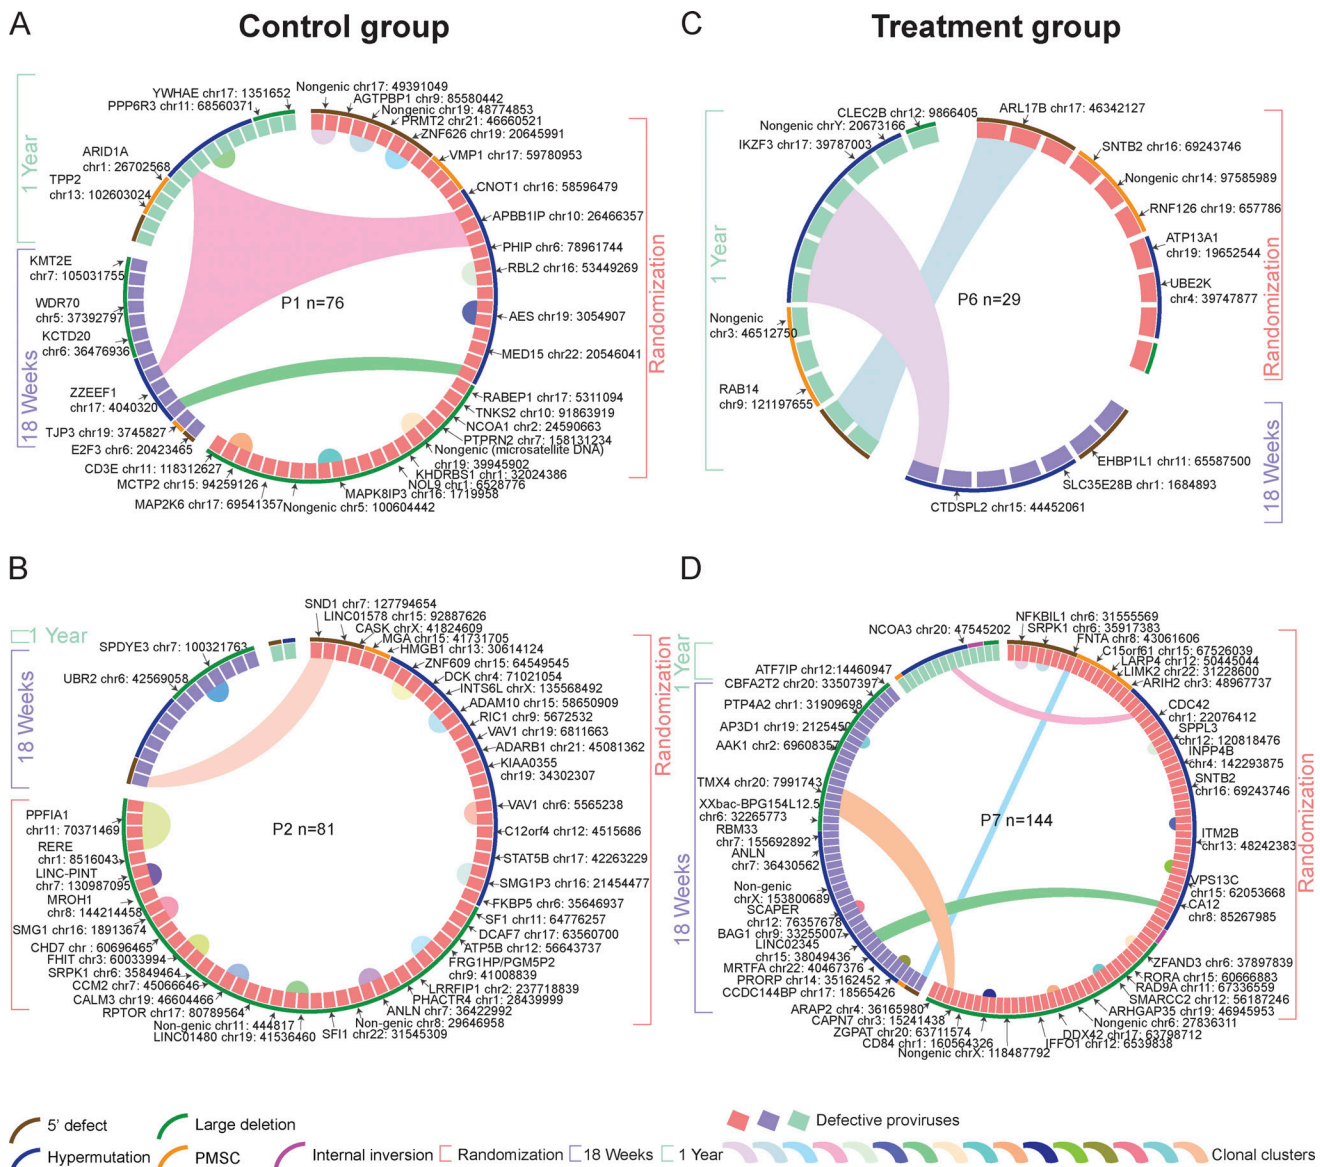 A
Control group
1 Year
18 Weeks
Randomization
YWHAE chr17: 1351652
PPP6R3 chr11: 68560371
ARID1A
chr1: 26702568
TPP2
chr13: 102603024
KMT2E
chr7: 105031755
WDR70
chr5: 37392797
KCTD20
chr6: 36476936
ZZEEF1
chr17: 4040320
TJP3 chr19: 3745827
E2F3 chr6: 20423465
CD3E chr11: 118312627
MCTP2 chr15: 94259126
MAP2K6 chr17: 69541357
Nongenic chr5: 100604442
Nongenic chr17: 49391049
AGTPBP1 chr9: 85580442
Nongenic chr19: 48774853
PRMT2 chr21: 46660521
ZNF626 chr19: 20645991
VMP1 chr17: 59780953
CNOT1 chr16: 58596479
APBB1IP chr10: 26466357
PHIP chr6: 78961744
RBL2 chr16: 53449269
AES chr19: 3054907
MED15 chr22: 20546041
RABEP1 chr17: 5311094
TNKS2 chr10: 91863919
NCOA1 chr2: 24590663
PTPRN2 chr7: 158131234
Nongenic (microsatellite DNA)
chr19: 39945902
KHDRBS1 chr1: 32024386
NOL9 chr1: 6528776
MAPK8IP3 chr16: 1719958
P1 n=76
C
Treatment group
1 Year
Randomization
18 Weeks
CLEC2B chr12: 9866405
Nongenic chrY: 20673166
IKZF3 chr17: 39787003
Nongenic
chr3: 46512750
RAB14
chr9: 121197655
ARL17B chr17: 46342127
SNTB2 chr16: 69243746
Nongenic chr14: 97585989
RNF126 chr19: 657786
ATP13A1
chr19: 19652544
UBE2K
chr4: 39747877
EHBP1L1 chr11: 65587500
SLC35E28B chr1: 1684893
CTDSPL2 chr15: 44452061
P6 n=29
B
1 Year
18 Weeks
Randomization
SPDYE3 chr7: 100321763
UBR2 chr6: 42569058
PPFIA1
chr11: 70371469
RERE
chr1: 8516043
LINC-PINT
chr7: 130987095
MROH1
chr8: 144214458
SMG1 chr16: 18913674
CHD7 chr : 60696465
FHIT chr3: 60033994
SRPK1 chr6: 35849464
CCM2 chr7: 45066646
CALM3 chr19: 46604466
RPTOR chr17: 80789564
Non-genic chr11: 444817
LINC01480 chr19: 41536460
SND1 chr7: 127794654
LINC01578 chr15: 92887626
CASK chrX: 41824609
MGA chr15: 41731705
HMGB1 chr13: 30614124
ZNF609 chr15: 64549545
DCK chr4: 71021054
INTS6L chrX: 135568492
ADAM10 chr15: 58650909
RIC1 chr9: 5672532
VAV1 chr19: 6811663
ADARB1 chr21: 45081362
KIAA0355
chr19: 34302307
VAV1 chr6: 5565238
C12orf4 chr12: 4515686
STAT5B chr17: 42263229
SMG1P3 chr16: 21454477
FKBP5 chr6: 35646937
SF1 chr11: 64776257
DCAF7 chr17: 63560700
ATP5B chr12: 56643737
FRG1HP/PGM5P2
chr9: 41008839
LRRFIP1 chr2: 237718839
PHACTR4 chr1: 28439999
ANLN chr7: 36422992
Non-genic chr8: 29646958
SFI1 chr22: 31545309
P2 n=81
D
1 Year
18 Weeks
Randomization
NCOA3 chr20: 47545202
ATF7IP chr12:14460947
CBFA2T2 chr20: 33507397
PTP4A2 chr1: 31909698
AP3D1 chr19: 2125450
AAK1 chr2: 69608357
TMX4 chr20: 7991743
XXbac-BPG154L12.5
chr6: 32265773
RBM33
chr7: 155692892
ANLN
chr7: 36430562
Non-genic
chrX: 153800689
SCAPER
chr12: 76357678
BAG1 chr9: 33255007
LINC02345
chr15: 38049436
MRTFA chr22: 40467376
PRORP chr14: 35162452
CCDC144BP chr17: 18565426
ARAP2 chr4: 36165980
CAPN7 chr3: 15241438
ZGPAT chr20: 63711574
CD84 chr1: 160564326
Nongenic chrX: 118487792
NFKBIL1 chr6: 31555569
SRPK1 chr6: 35917383
FNTA chr8: 43061606
C15orf61 chr15: 67526039
LARP4 chr12: 50445044
LIMK2 chr22: 31228600
ARIH2 chr3: 48967737
CDC42
chr1: 22076412
SPPL3
chr12: 120818476
INPP4B
chr4: 142293875
SNTB2
chr16: 69243746
ITM2B
chr13: 48242383
VPS13C
chr15: 62053668
CA12
chr8: 85267985
ZFAND3 chr6: 37897839
RORA chr15: 60666883
RAD9A chr11: 67336559
SMARCC2 chr12: 56187246
ARHGAP35 chr19: 46945953
Nongenic chr6: 27836311
DDX42 chr17: 63798712
IFFO1 chr12: 6539838
P7 n=144
5' defect
Large deletion
Defective proviruses
Hypermutation
PMSC
Internal inversion
Randomization
18 Weeks
1 Year
Clonal clusters